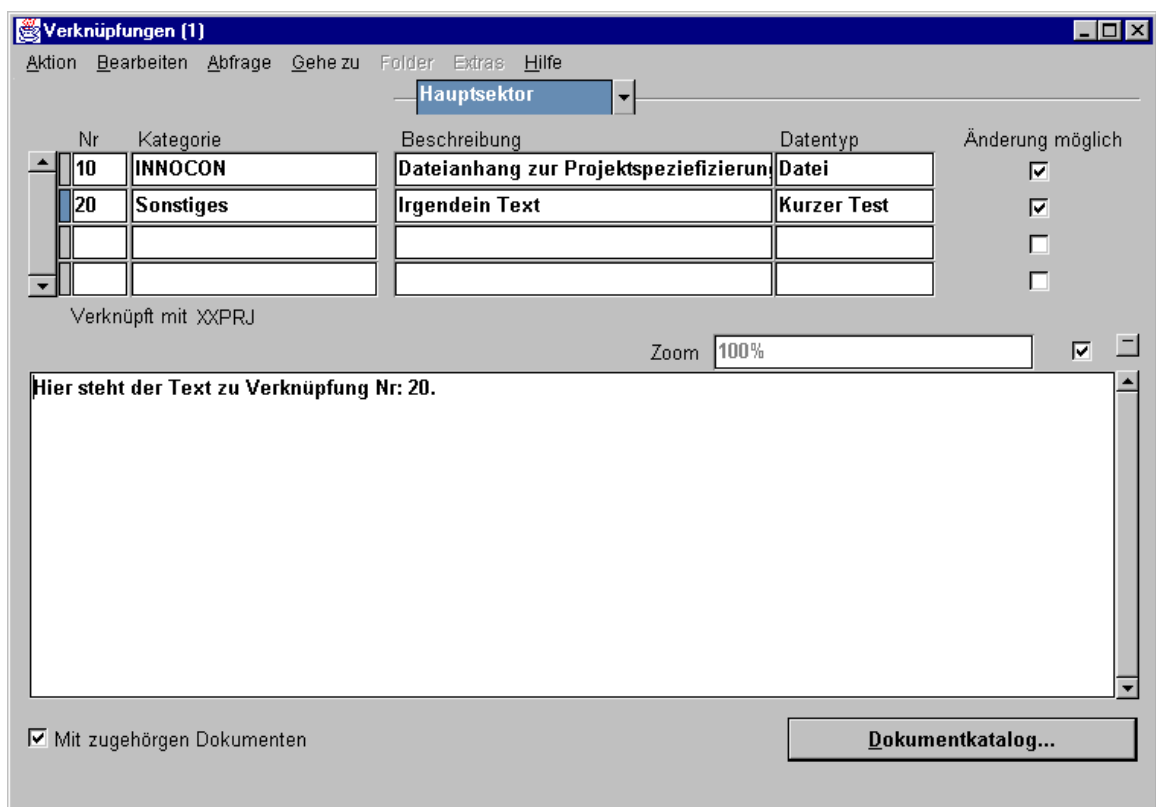 Verknüpfungen (1)
Aktion Bearbeiten Abfrage Gehe zu Folder Extras Hilfe
Hauptsektor
Nr Kategorie Beschreibung Datentyp Änderung möglich
10 INNOCON Dateianhang zur Projektspeziefizierung Datei
20 Sonstiges Irgendein Text Kurzer Test
Verknüpft mit XXPRJ
Zoom 100%
Hier steht der Text zu Verknüpfung Nr: 20.
Mit zugehörgen Dokumenten Dokumentkatalog...